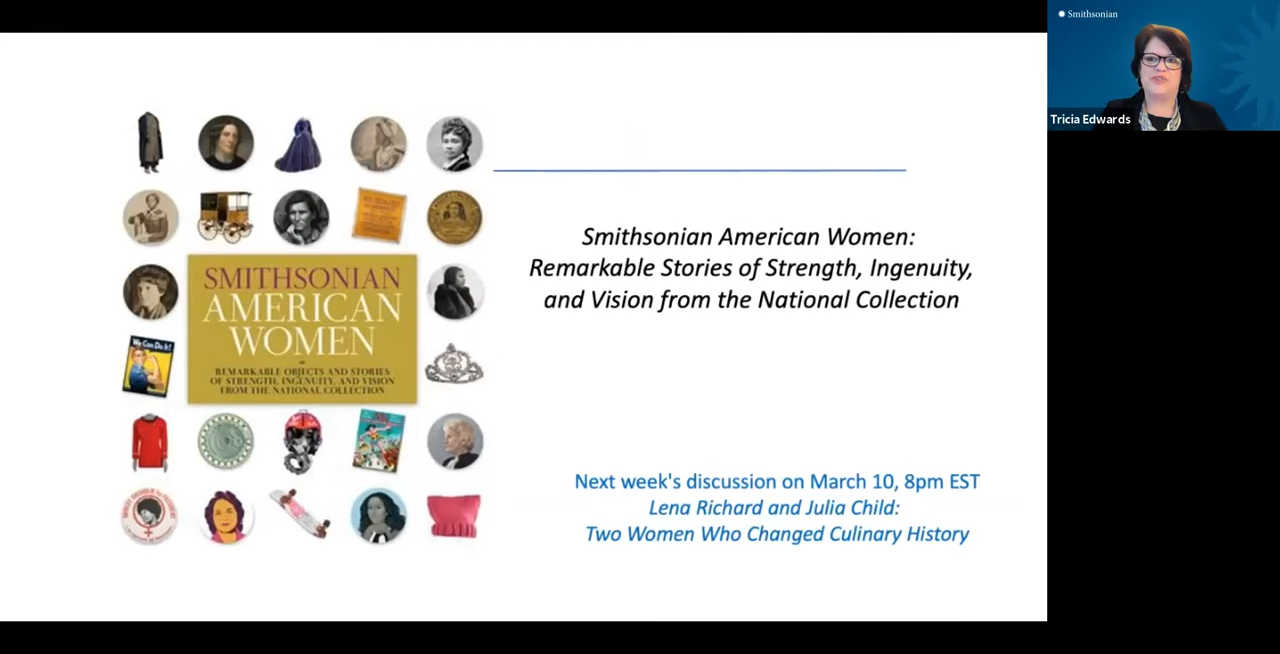 Smithsonian
Tricia Edwards
We Can Do It!
SMITHSONIAN
AMERICAN
WOMEN
REMARKABLE OBJECTS AND STORIES
OF STRENGTH, INGENUITY, AND VISION
FROM THE NATIONAL COLLECTION
Smithsonian American Women:
Remarkable Stories of Strength, Ingenuity,
and Vision from the National Collection
Next week's discussion on March 10, 8pm EST
Lena Richard and Julia Child:
Two Women Who Changed Culinary History